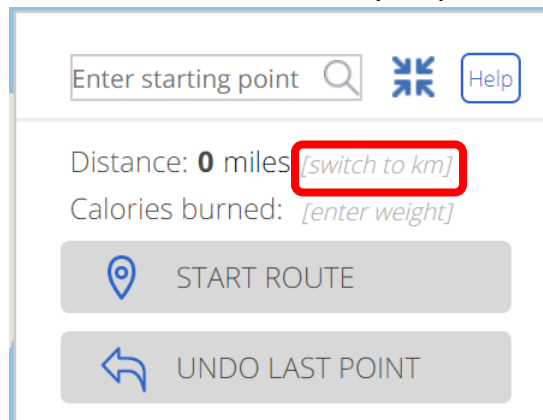 Enter starting point Help
Distance: 0 miles [switch to km]
Calories burned: [enter weight]
START ROUTE
UNDO LAST POINT